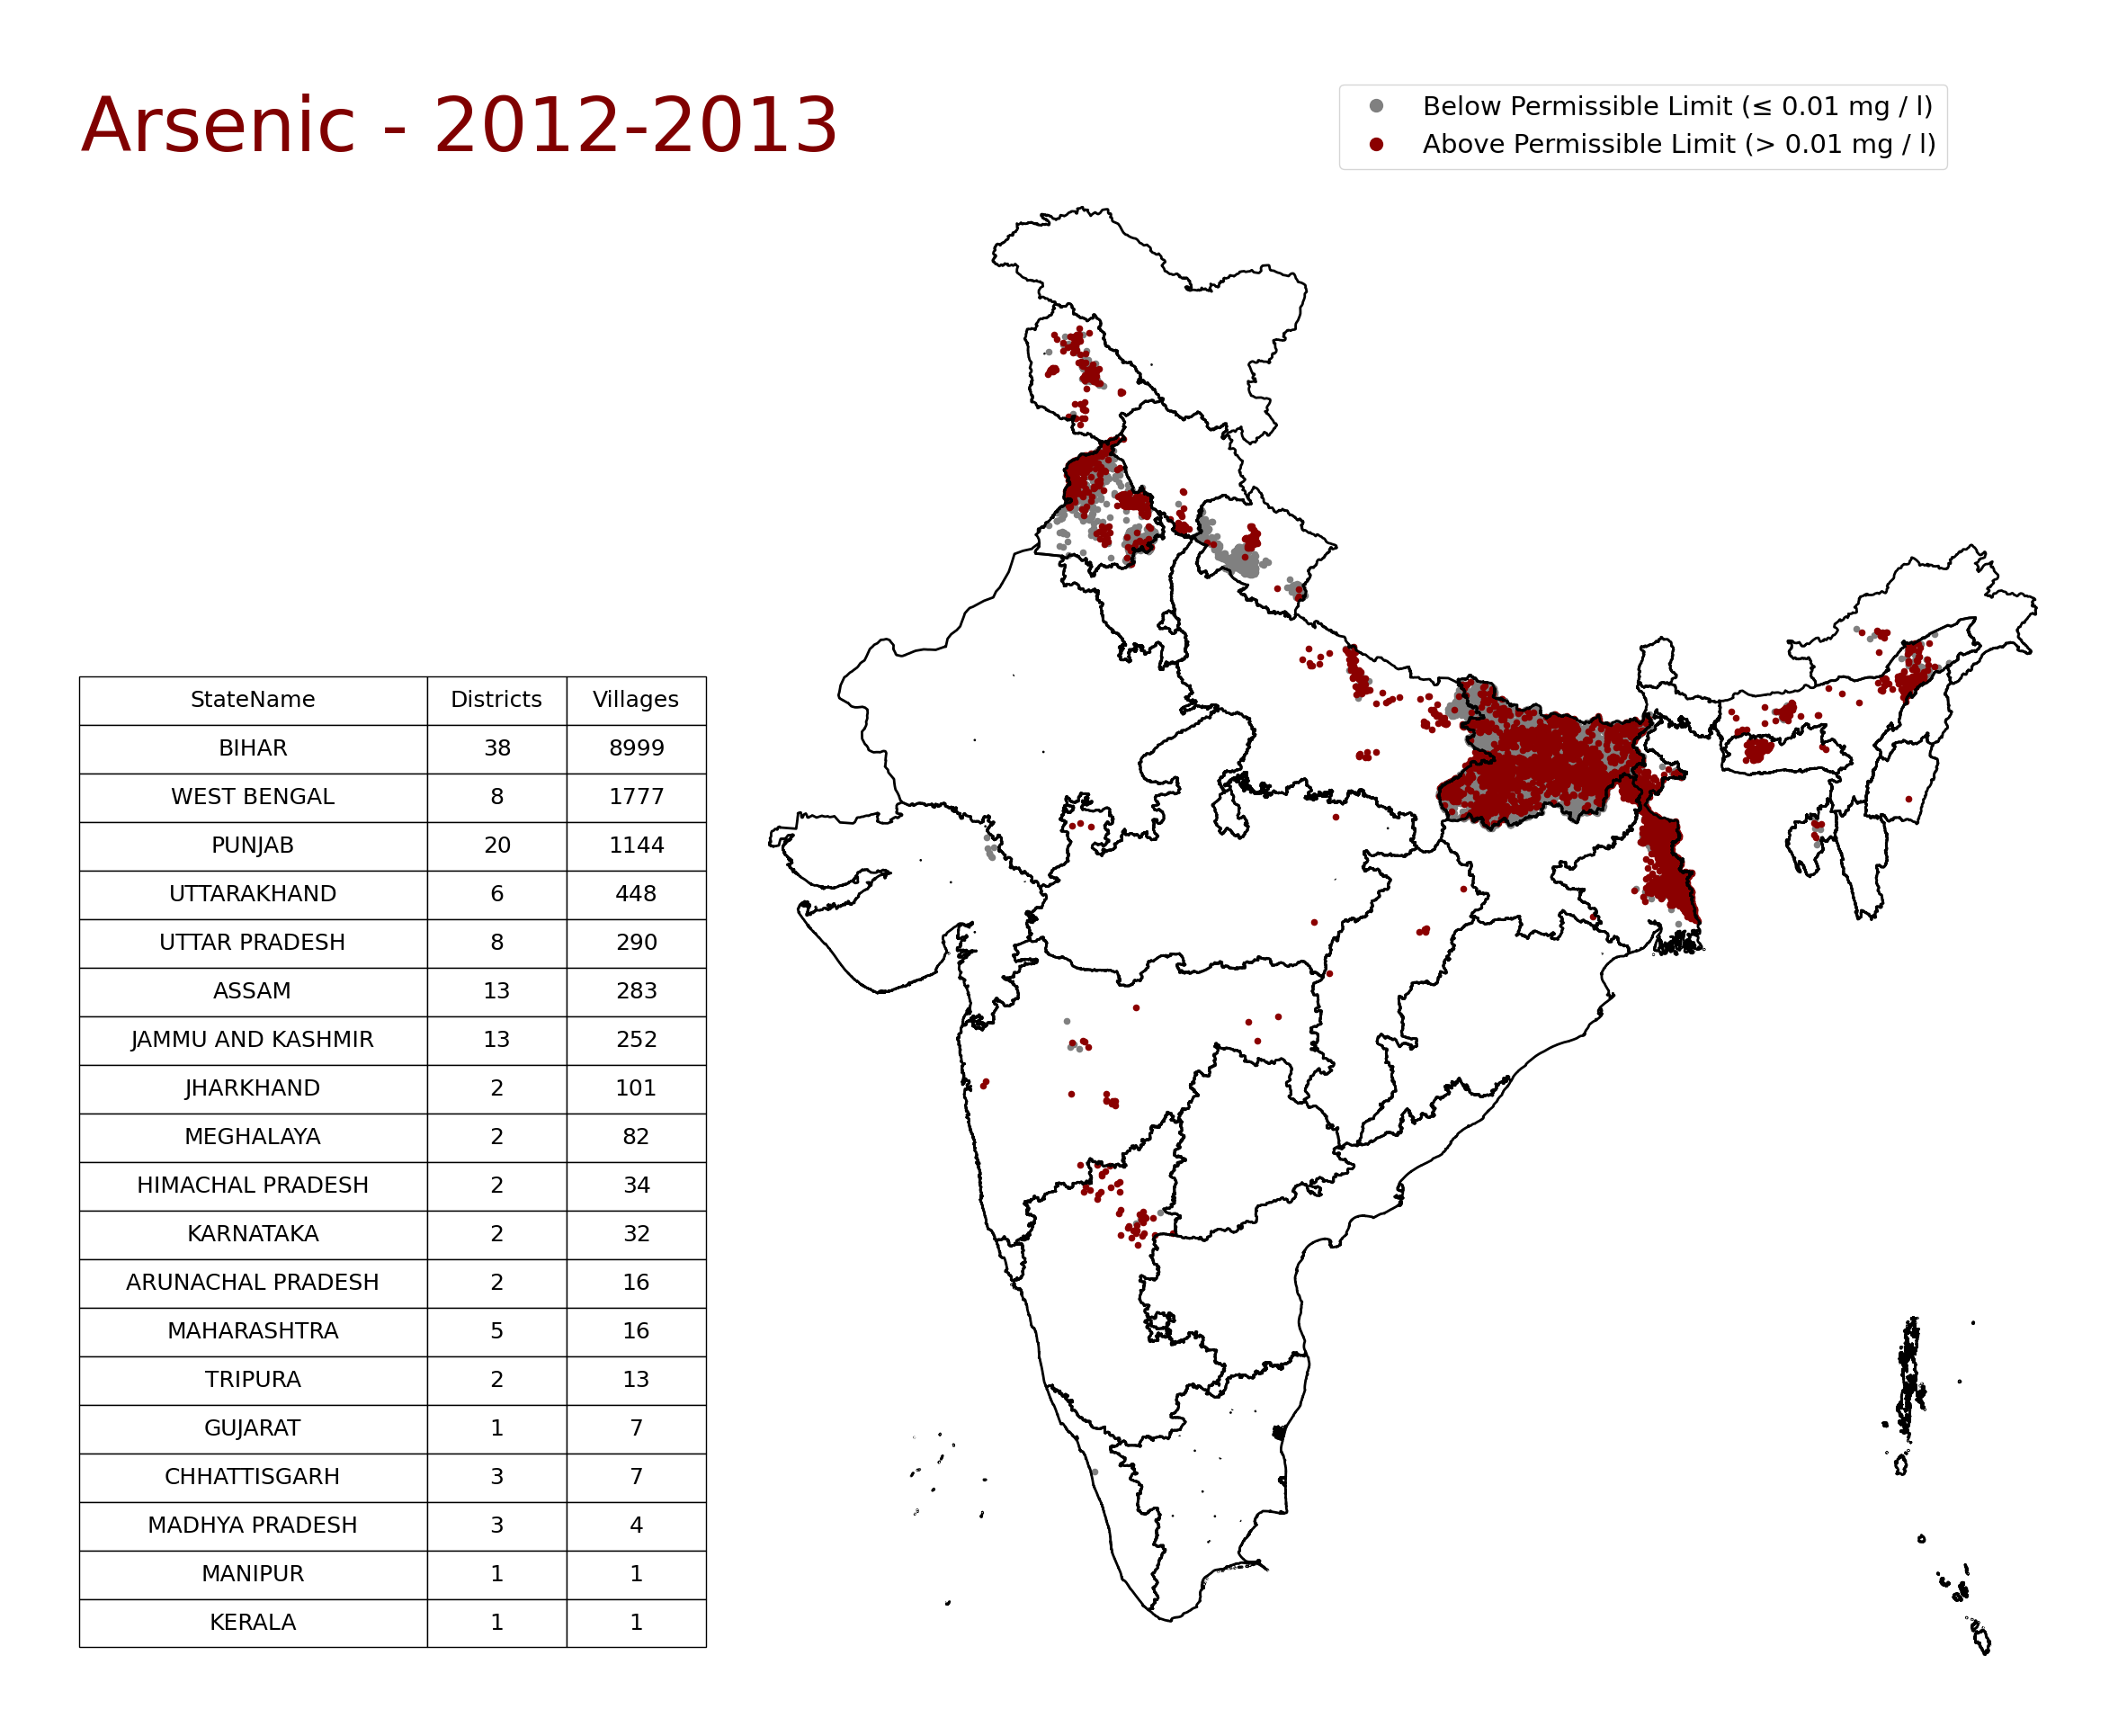 Arsenic - 2012-2013
Below Permissible Limit (≤ 0.01 mg / l)
Above Permissible Limit (> 0.01 mg / l)
StateName Districts Villages
BIHAR 38 8999
WEST BENGAL 8 1777
PUNJAB 20 1144
UTTARAKHAND 6 448
UTTAR PRADESH 8 290
ASSAM 13 283
JAMMU AND KASHMIR 13 252
JHARKHAND 2 101
MEGHALAYA 2 82
HIMACHAL PRADESH 2 34
KARNATAKA 2 32
ARUNACHAL PRADESH 2 16
MAHARASHTRA 5 16
TRIPURA 2 13
GUJARAT 1 7
CHHATTISGARH 3 7
MADHYA PRADESH 3 4
MANIPUR 1 1
KERALA 1 1